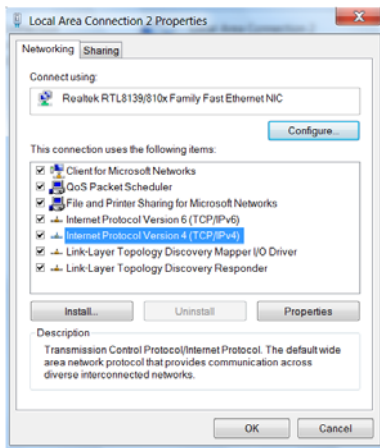 Local Area Connection 2 Properties
Networking
Sharing
Connect using:
Realtek RTL8139/810x Family Fast Ethernet NIC
Configure...
This connection uses the following items:
Client for Microsoft Networks
QoS Packet Scheduler
File and Printer Sharing for Microsoft Networks
Internet Protocol Version 6 (TCP/IPv6)
Internet Protocol Version 4 (TCP/IPv4)
Link-Layer Topology Discovery Mapper I/O Driver
Link-Layer Topology Discovery Responder
Install...
Uninstall
Properties
Description
Transmission Control Protocol/Internet Protocol. The default wide
area network protocol that provides communication across
diverse interconnected networks.
OK
Cancel